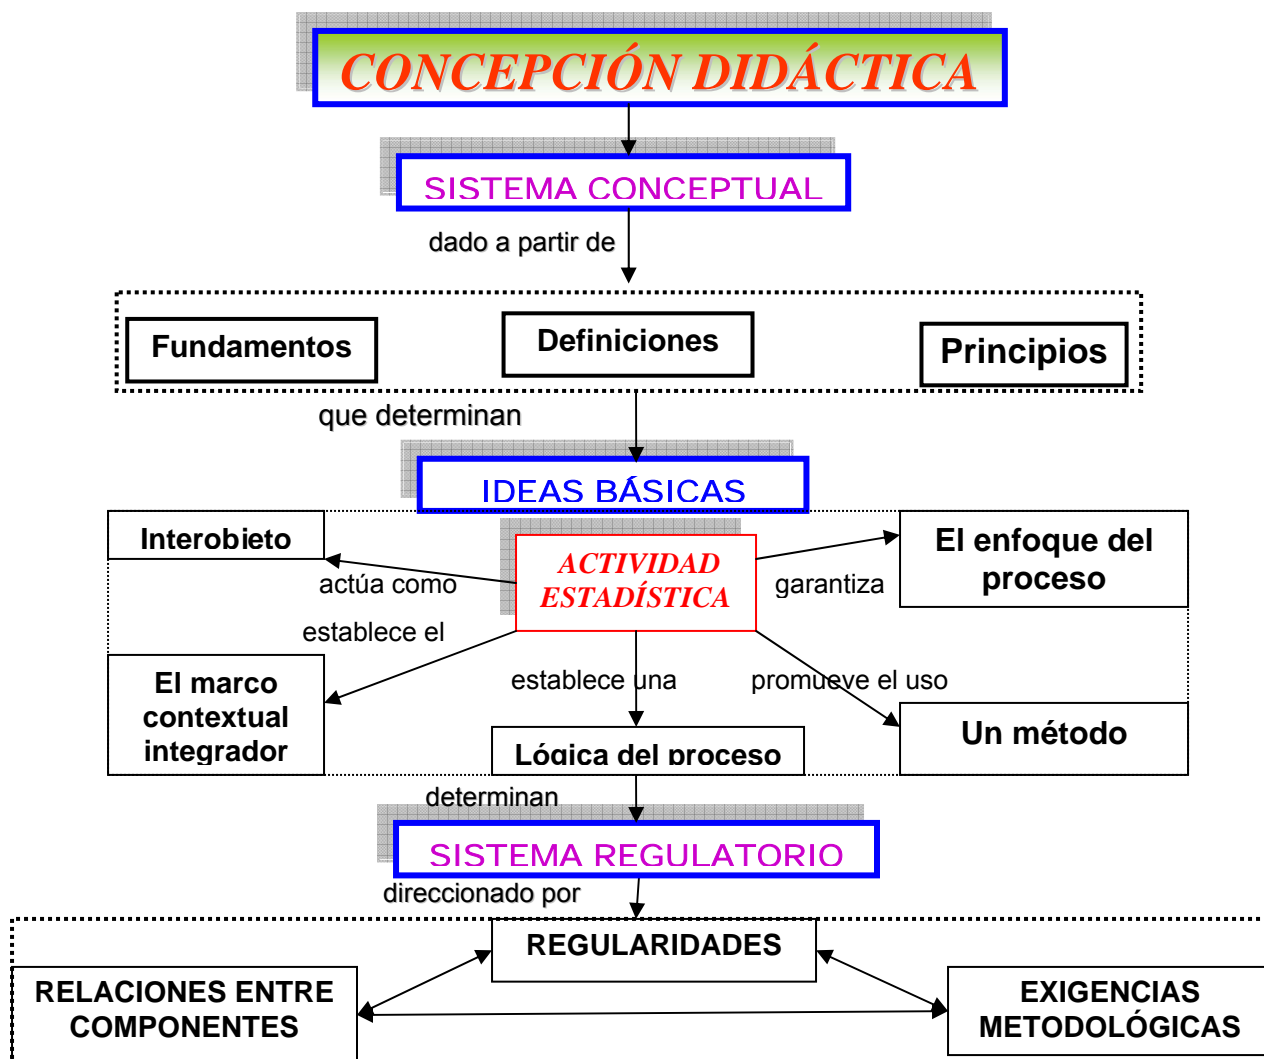 CONCEPCIÓN DIDÁCTICA
SISTEMA CONCEPTUAL
dado a partir de
Fundamentos
Definiciones
Principios
que determinan
IDEAS BÁSICAS
Interobieto
ACTIVIDAD
ESTADÍSTICA
El enfoque del
proceso
actúa como
garantiza
establece el
El marco
contextual
integrador
establece una
promueve el uso
Un método
Lógica del proceso
determinan
SISTEMA REGULATORIO
direccionado por
REGULARIDADES
RELACIONES ENTRE
COMPONENTES
EXIGENCIAS
METODOLÓGICAS